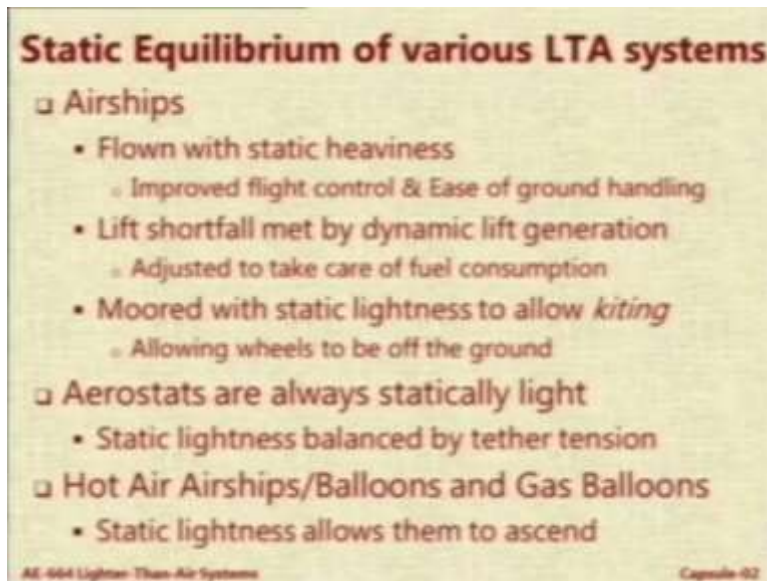 Static Equilibrium of various LTA systems
❑ Airships
▪ Flown with static heaviness
○ Improved flight control & Ease of ground handling
▪ Lift shortfall met by dynamic lift generation
○ Adjusted to take care of fuel consumption
▪ Moored with static lightness to allow kiting
○ Allowing wheels to be off the ground
❑ Aerostats are always statically light
▪ Static lightness balanced by tether tension
❑ Hot Air Airships/Balloons and Gas Balloons
▪ Static lightness allows them to ascend
AE-664 Lighter-Than-Air Systems
Capsule-02